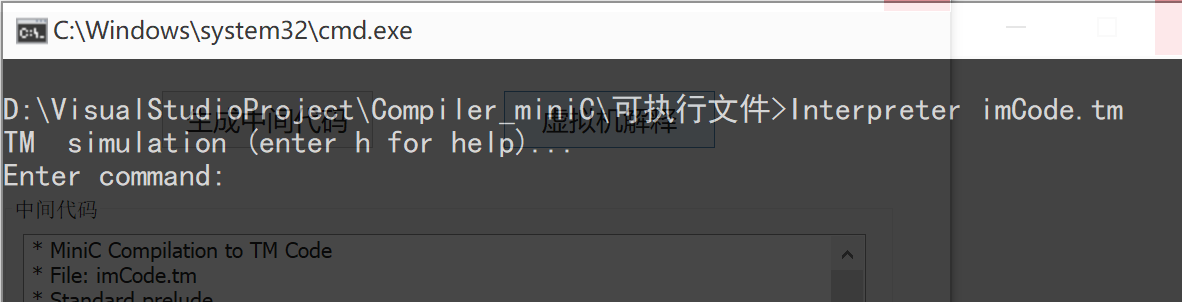 C:\Windows\system32\cmd.exe
D:\VisualStudioProject\Compiler_miniC\可执行文件>Interpreter imCode.tm
生成中间代码
虚拟机解释
TM  simulation (enter h for help)...
Enter command:
中间代码
* MiniC Compilation to TM Code
* File: imCode.tm
* Standard prelude